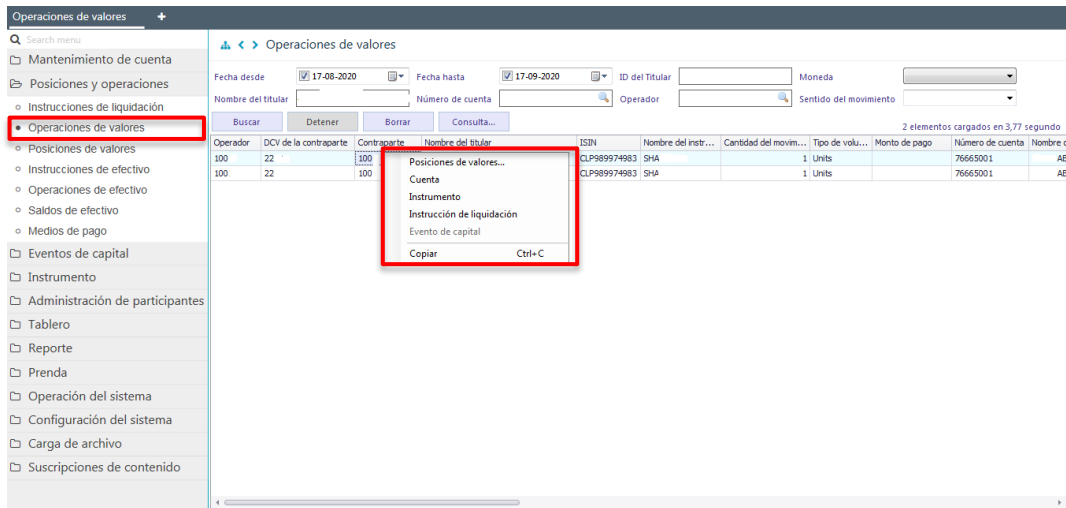 Operaciones de valores +
Search menu
Mantenimiento de cuenta
Posiciones y operaciones
Instrucciones de liquidación
Operaciones de valores
Posiciones de valores
Instrucciones de efectivo
Operaciones de efectivo
Saldos de efectivo
Medios de pago
Eventos de capital
Instrumento
Administración de participantes
Tablero
Reporte
Prenda
Operación del sistema
Configuración del sistema
Carga de archivo
Suscripciones de contenido
Operaciones de valores
Fecha desde 17-08-2020 Fecha hasta 17-09-2020 ID del Titular Moneda
Nombre del titular Número de cuenta Operador Sentido del movimiento
Buscar Detener Borrar Consulta...
2 elementos cargados en 3,77 segundo
Operador DCV de la contraparte Contraparte Nombre del titular ISIN Nombre del instr... Cantidad del movim... Tipo de volu... Monto de pago Número de cuenta Nombre d
100 22 100 CLP989974983 SHA 1 Units 76665001 AB
100 22 100 CLP989974983 SHA 1 Units 76665001 AB
Posiciones de valores...
Cuenta
Instrumento
Instrucción de liquidación
Evento de capital
Copiar Ctrl+C